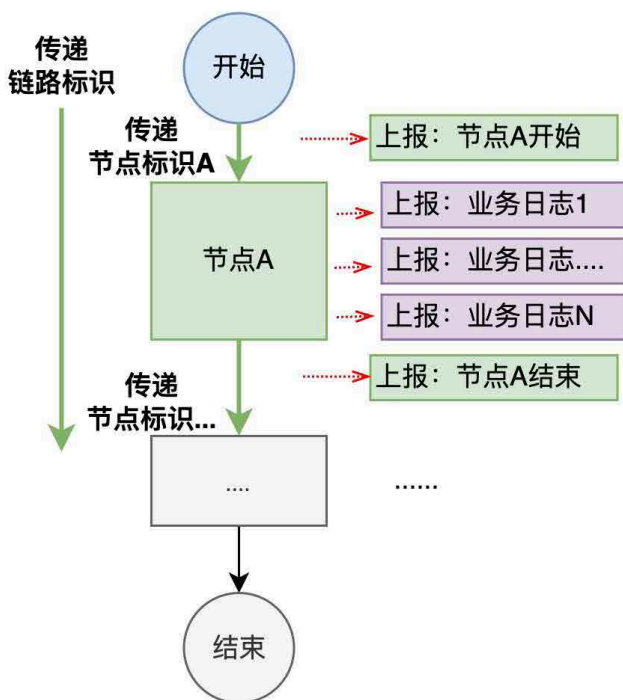 传递
链路标识
开始
传递
节点标识A
上报：节点A开始
节点A
上报：业务日志1
上报：业务日志....
上报：业务日志N
上报：节点A结束
传递
节点标识...
....
......
结束